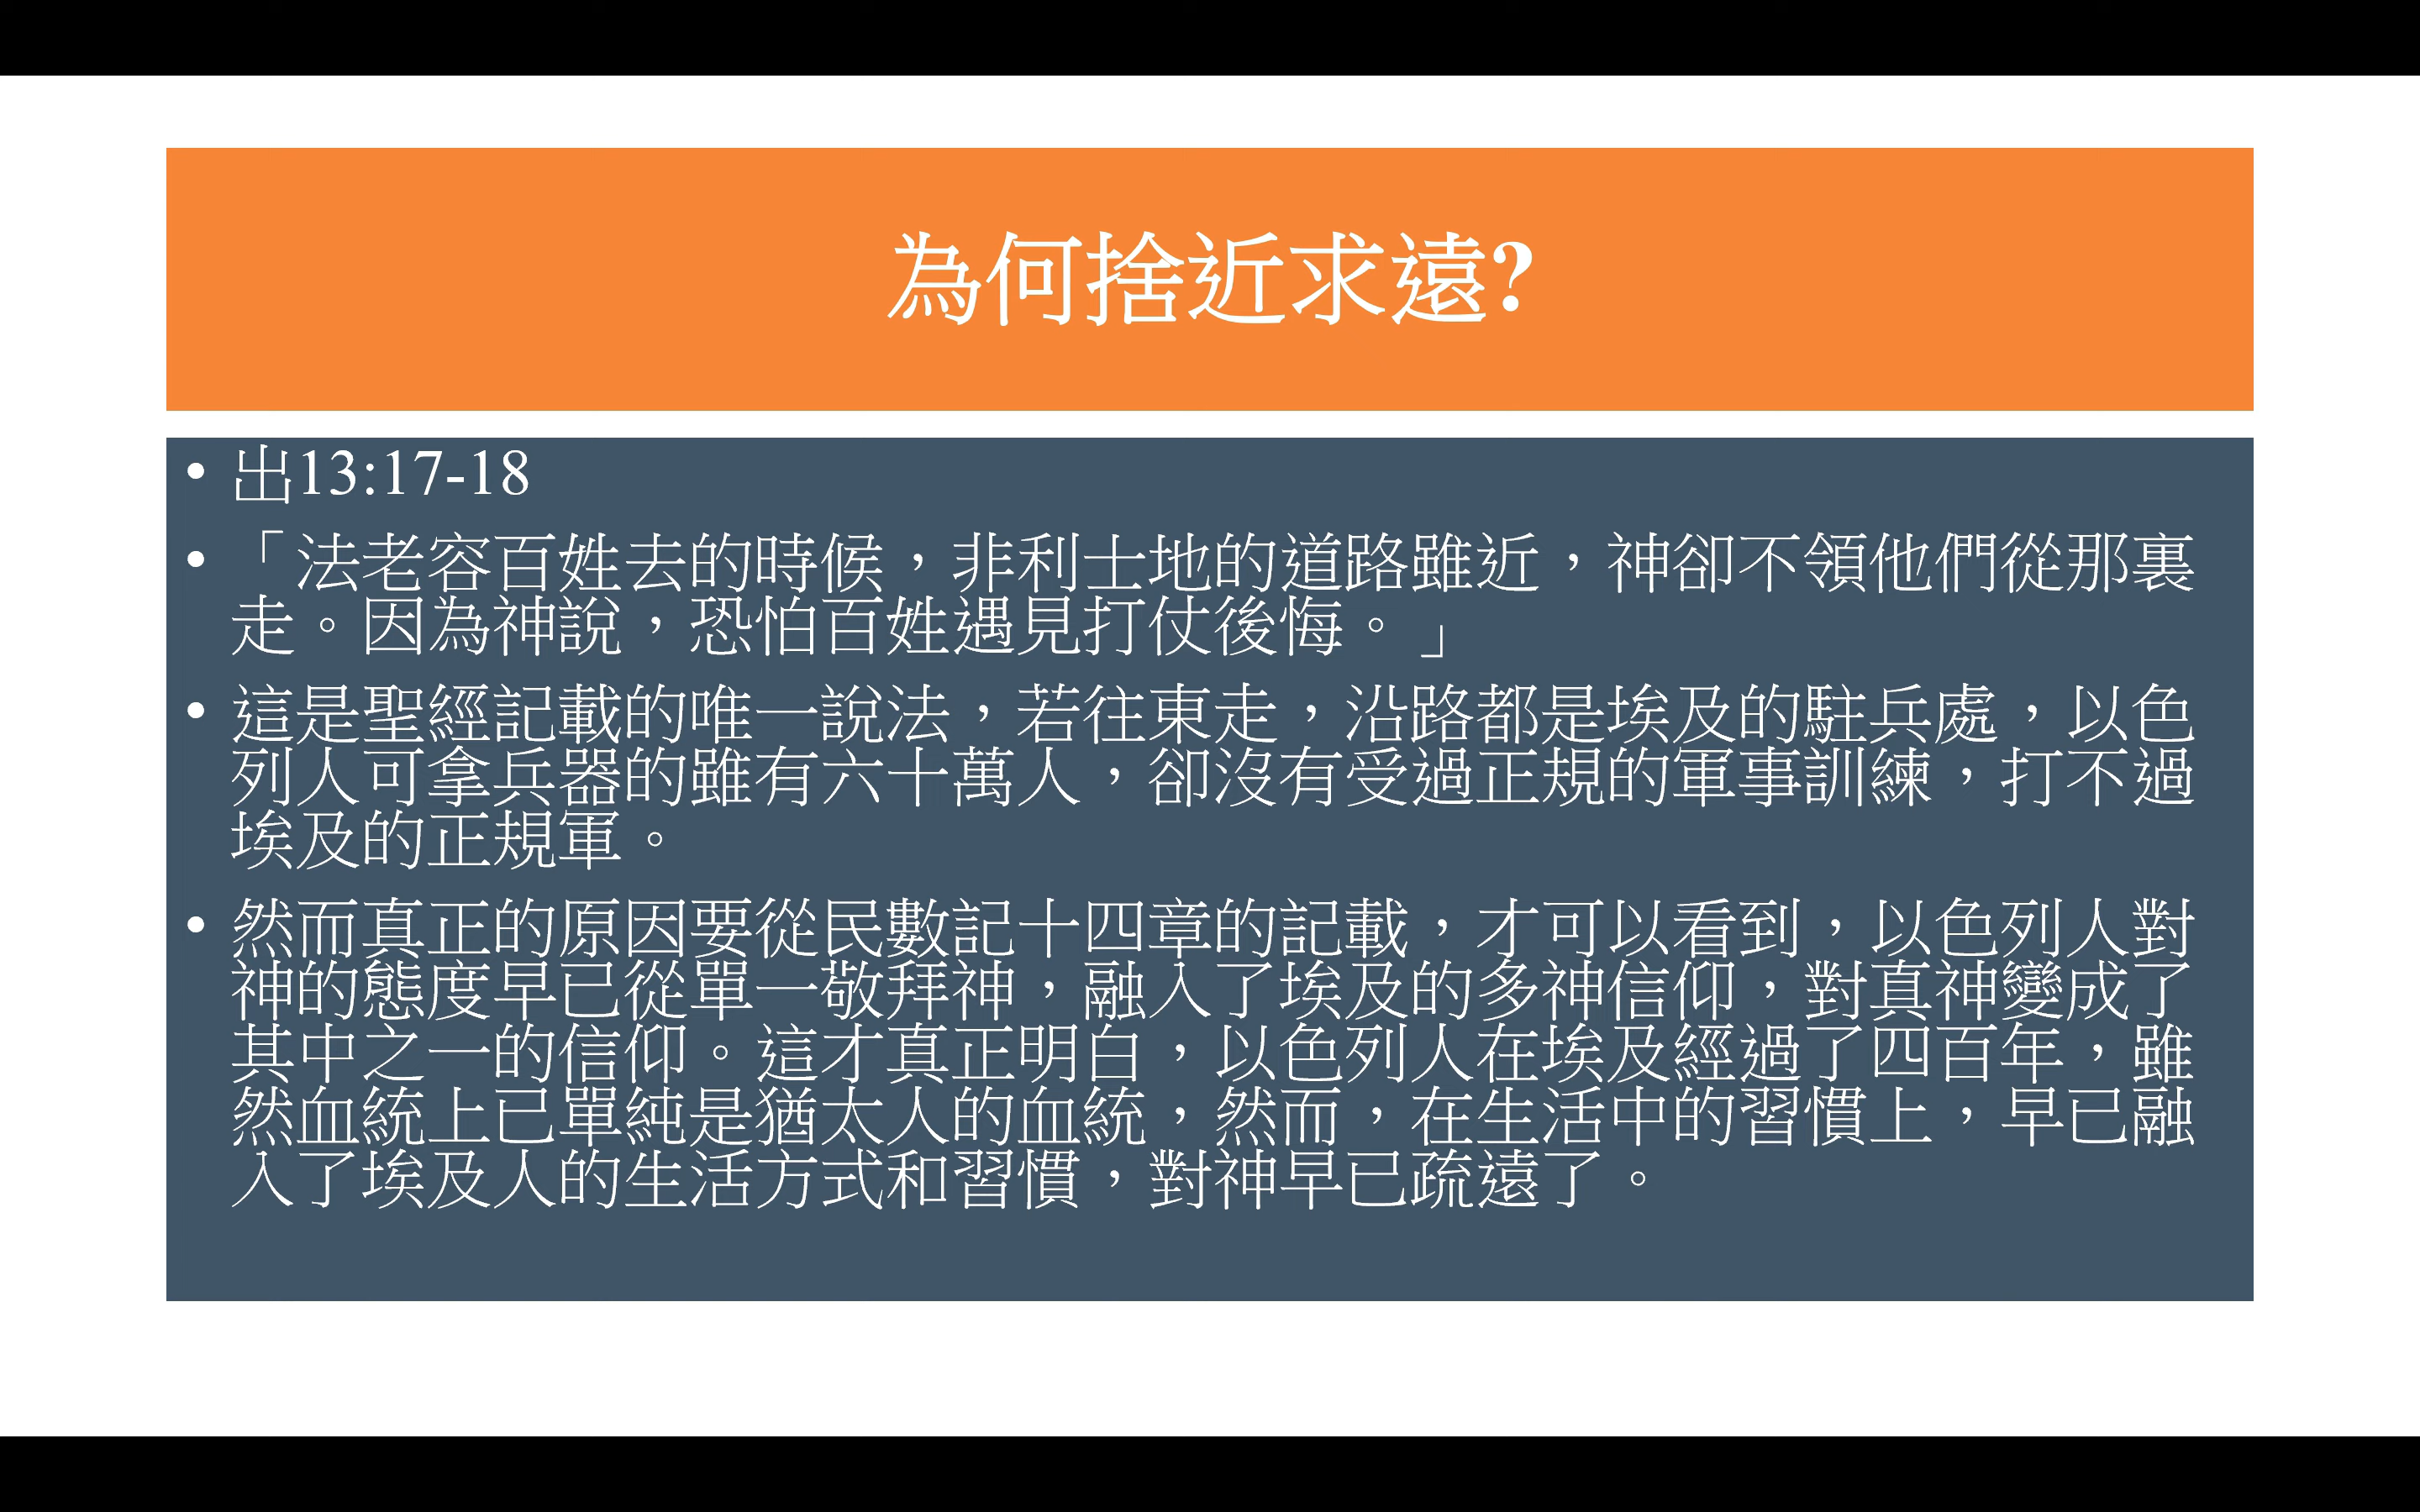 為何捨近求遠?
• 出13:17-18
• 「法老容百姓去的時候，非利士地的道路雖近，神卻不領他們從那裏
走。因為神說，恐怕百姓遇見打仗後悔。」
• 這是聖經記載的唯一說法，若往東走，沿路都是埃及的駐兵處，以色
列人可拿兵器的雖有六十萬人，卻沒有受過正規的軍事訓練，打不過
埃及的正規軍。
• 然而真正的原因要從民數記十四章的記載，才可以看到，以色列人對
神的態度早已從單一敬拜神，融入了埃及的多神信仰，對真神變成了
其中之一的信仰。這才真正明白，以色列人在埃及經過了四百年，雖
然血統上已單純是猶太人的血統，然而，在生活中的習慣上，早已融
入了埃及人的生活方式和習慣，對神早已疏遠了。